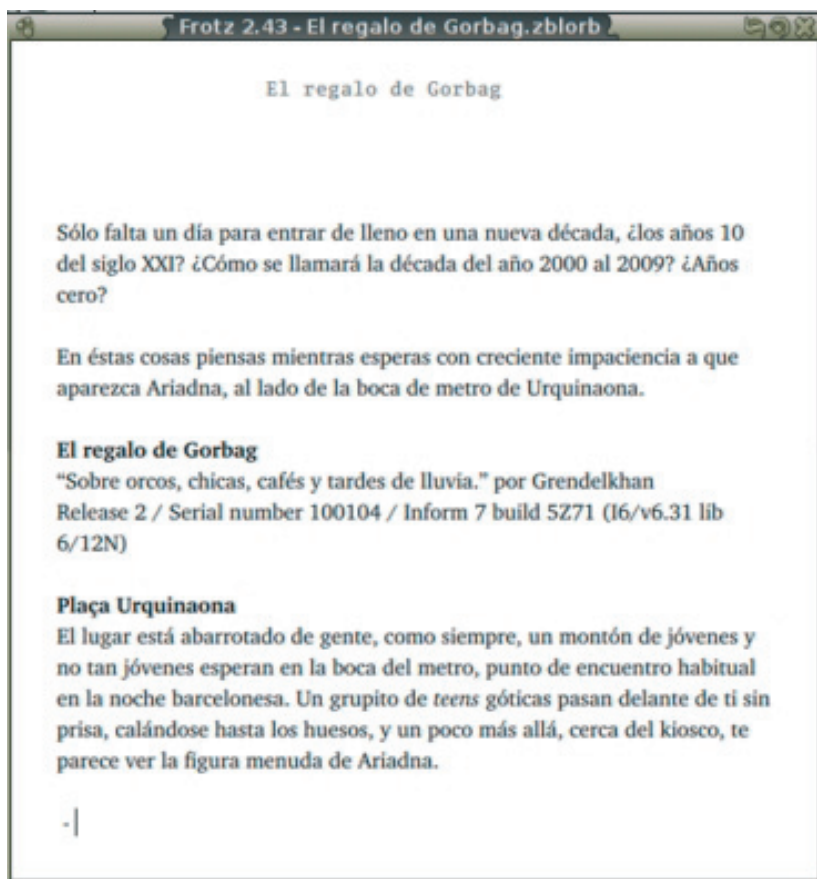 Frotz 2.43 - El regalo de Gorbag.zblorb
El regalo de Gorbag
Sólo falta un día para entrar de lleno en una nueva década, ¿los años 10
del siglo XXI? ¿Cómo se llamará la década del año 2000 al 2009? ¿Años
cero?
En éstas cosas piensas mientras esperas con creciente impaciencia a que
aparezca Ariadna, al lado de la boca de metro de Urquinaona.
El regalo de Gorbag
“Sobre orcos, chicas, cafés y tardes de lluvia.” por Grendelkhan
Release 2 / Serial number 100104 / Inform 7 build 5Z71 (I6/v6.31 lib
6/12N)
Plaça Urquinaona
El lugar está abarrotado de gente, como siempre, un montón de jóvenes y
no tan jóvenes esperan en la boca del metro, punto de encuentro habitual
en la noche barcelonesa. Un grupito de teens góticas pasan delante de ti sin
prisa, calándose hasta los huesos, y un poco más allá, cerca del kiosco, te
parece ver la figura menuda de Ariadna.
-